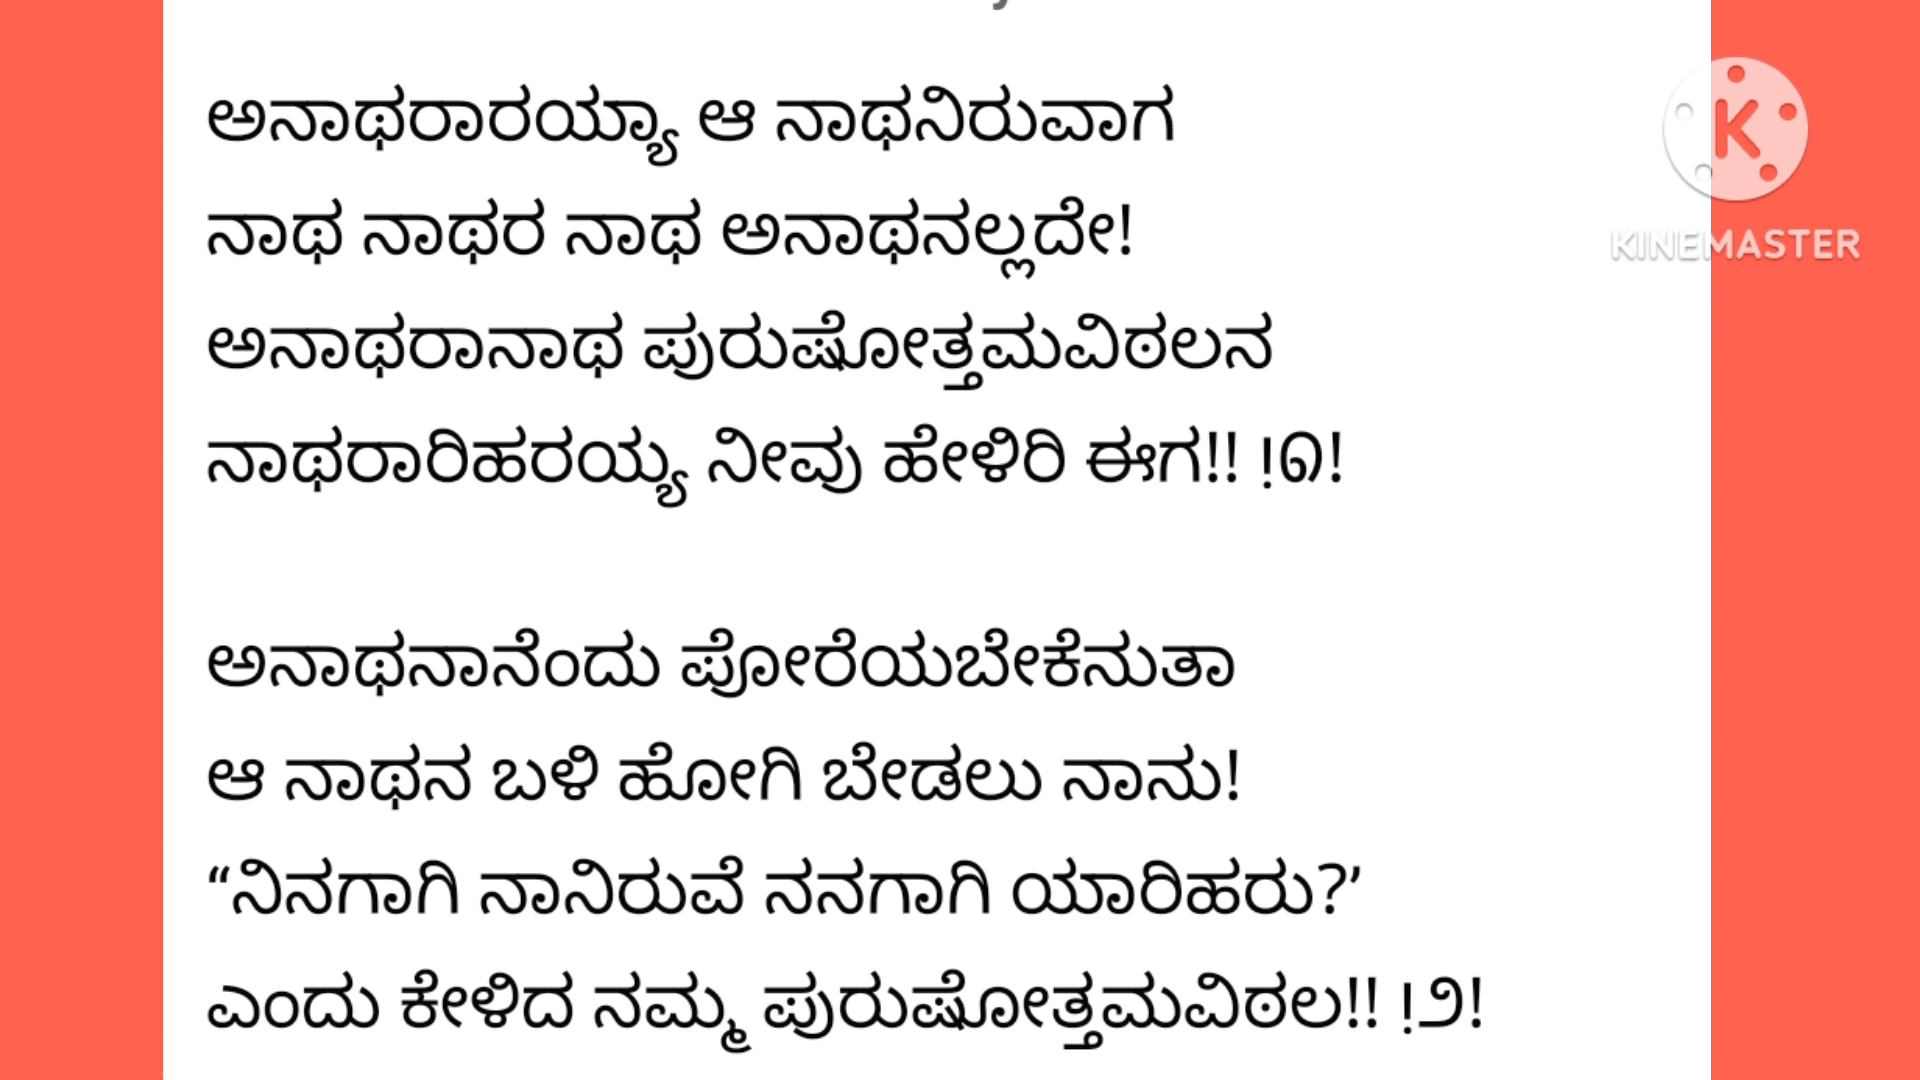 ಅನಾಥರಾರಯ್ಯಾ ಆ ನಾಥನಿರುವಾಗ
ನಾಥ ನಾಥರ ನಾಥ ಅನಾಥನಲ್ಲದೇ!
ಅನಾಥರಾನಾಥ ಪುರುಷೋತ್ತಮವಿಠಲನ
ನಾಥರಾರಿಹರಯ್ಯ ನೀವು ಹೇಳಿರಿ ಈಗ!! !೧!
ಅನಾಥನಾನೆಂದು ಪೋರೆಯಬೇಕೆನುತಾ
ಆ ನಾಥನ ಬಳಿ ಹೋಗಿ ಬೇಡಲು ನಾನು!
“ನಿನಗಾಗಿ ನಾನಿರುವೆ ನನಗಾಗಿ ಯಾರಿಹರು?’
ಎಂದು ಕೇಳಿದ ನಮ್ಮ ಪುರುಷೋತ್ತಮವಿಠಲ!! !೨!
KINEMASTER